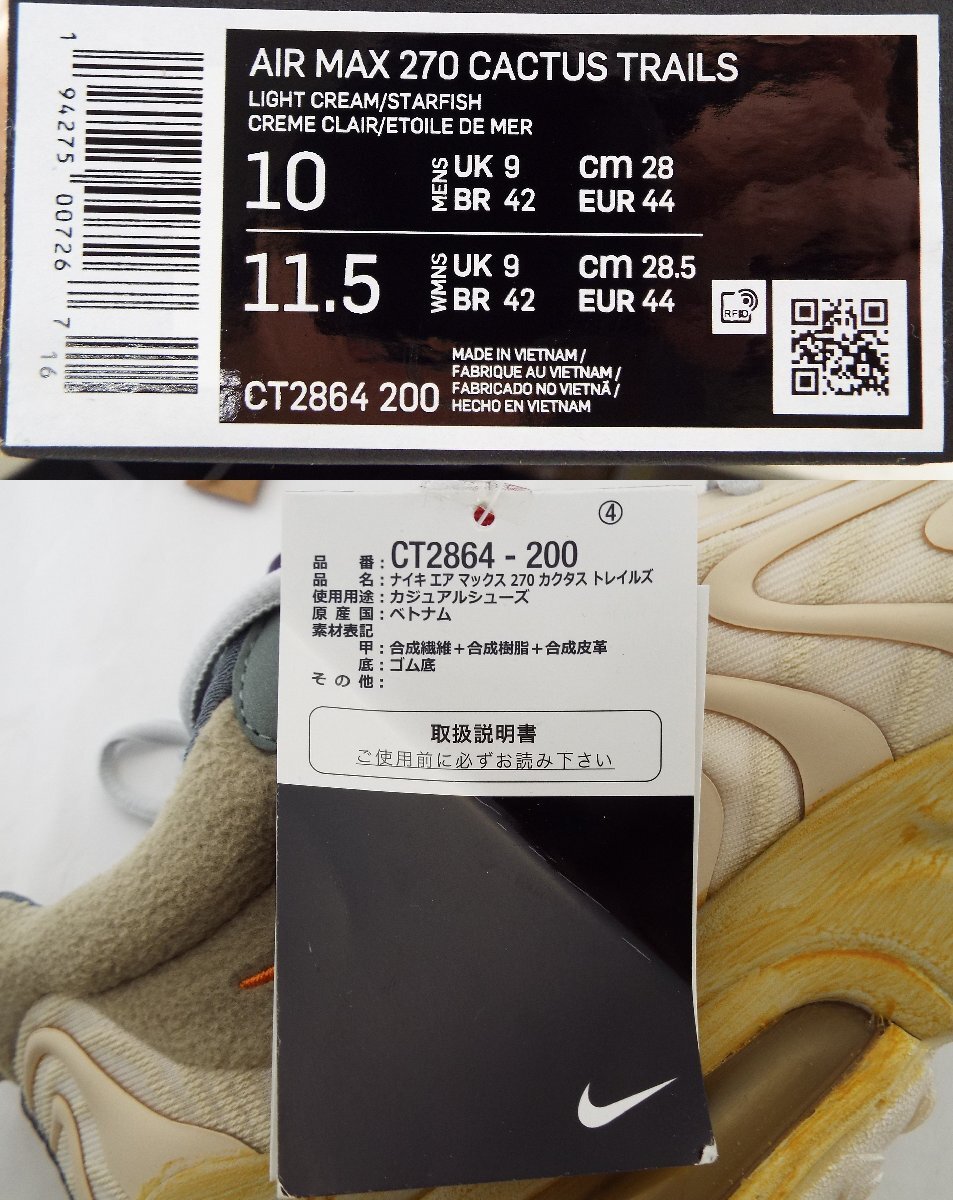 1 94275 00726 7 16
AIR MAX 270 CACTUS TRAILS
LIGHT CREAM/STARFISH
CREME CLAIR/ETOILE DE MER
10 MENS UK 9 cm 28
BR 42 EUR 44
11.5 WMNS UK 9 cm 28.5
BR 42 EUR 44
RFID
MADE IN VIETNAM /
FABRIQUE AU VIETNAM /
FABRICADO NO VIETNÃ /
HECHO EN VIETNAM
CT2864 200
④
品 番 : CT2864 - 200
品 名 : ナイキ エア マックス 270 カクタス トレイルズ
使用用途 : カジュアルシューズ
原 産 国 : ベトナム
素材表記
甲 : 合成繊維+合成樹脂+合成皮革
底 : ゴム底
そ の 他 :
取扱説明書
ご使用前に必ずお読み下さい